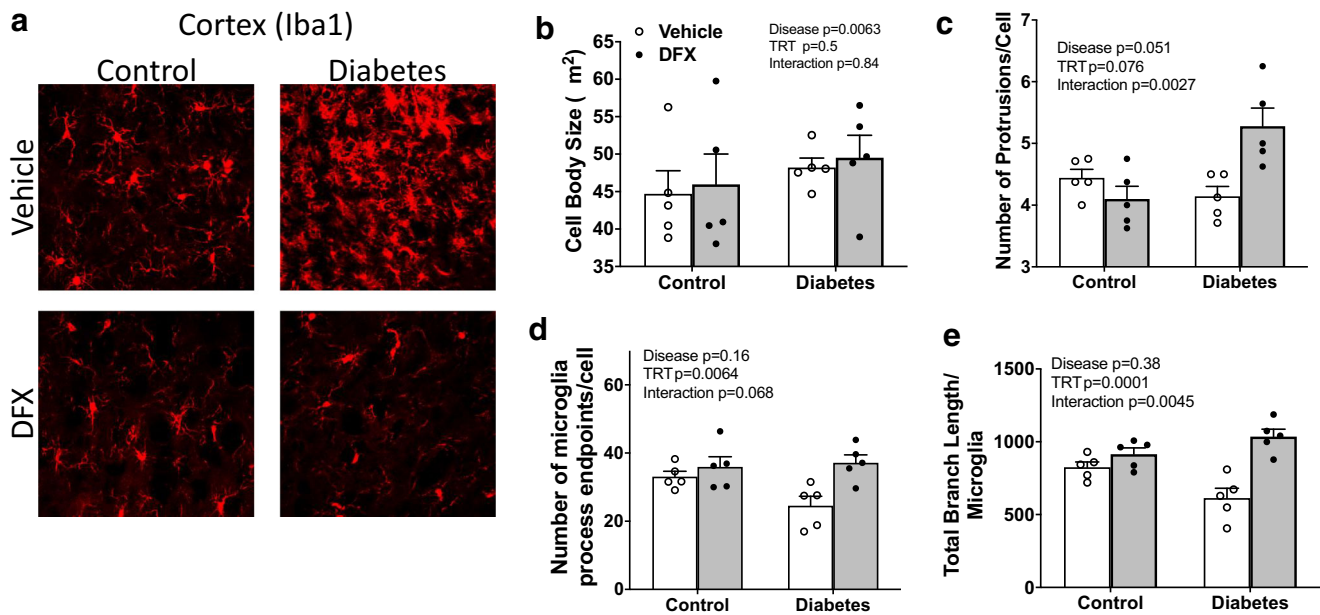 a
Cortex (Iba1)
Control Diabetes
Vehicle
DFX
b
Vehicle
DFX
Disease p=0.0063
TRT p=0.5
Interaction p=0.84
Cell Body Size ( m²)
65
60
55
50
45
40
35
Control Diabetes
c
Disease p=0.051
TRT p=0.076
Interaction p=0.0027
Number of Protrusions/Cell
7
6
5
4
3
Control Diabetes
d
Disease p=0.16
TRT p=0.0064
Interaction p=0.068
Number of microglia
process endpoints/cell
60
40
20
0
Control Diabetes
e
Disease p=0.38
TRT p=0.0001
Interaction p=0.0045
Total Branch Length/
Microglia
1500
1000
500
0
Control Diabetes